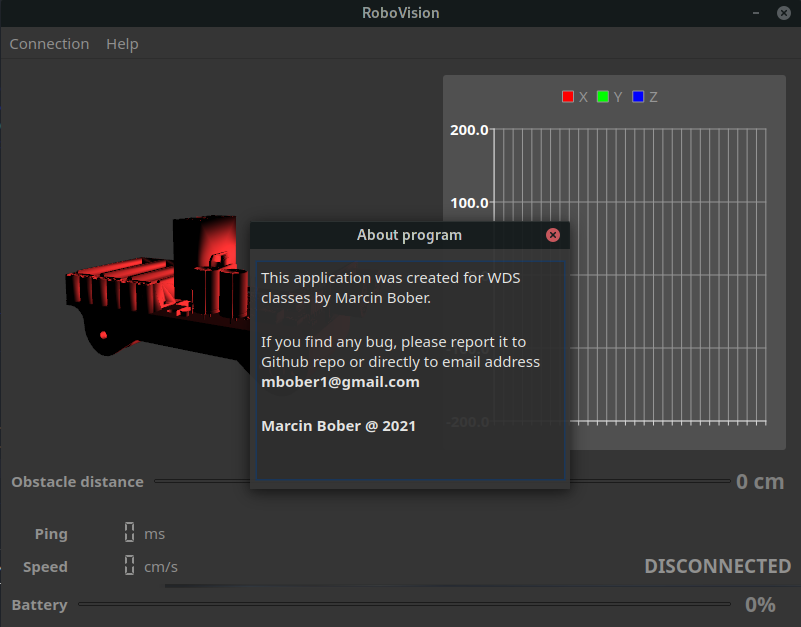 RoboVision
Connection Help
X Y Z
200.0
100.0
-200.0
About program
This application was created for WDS
classes by Marcin Bober.
If you find any bug, please report it to
Github repo or directly to email address
mbober1@gmail.com
Marcin Bober @ 2021
Obstacle distance 0 cm
Ping 0 ms
Speed 0 cm/s
DISCONNECTED
Battery 0%